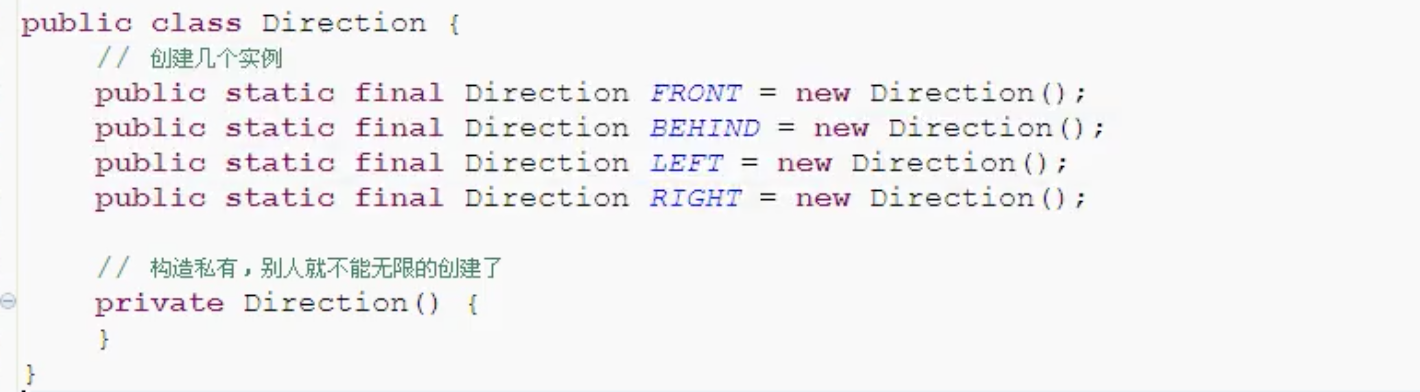 public class Direction {
// 创建几个实例
public static final Direction FRONT = new Direction();
public static final Direction BEHIND = new Direction();
public static final Direction LEFT = new Direction();
public static final Direction RIGHT = new Direction();
// 构造私有,别人就不能无限的创建了
private Direction() {
}
}